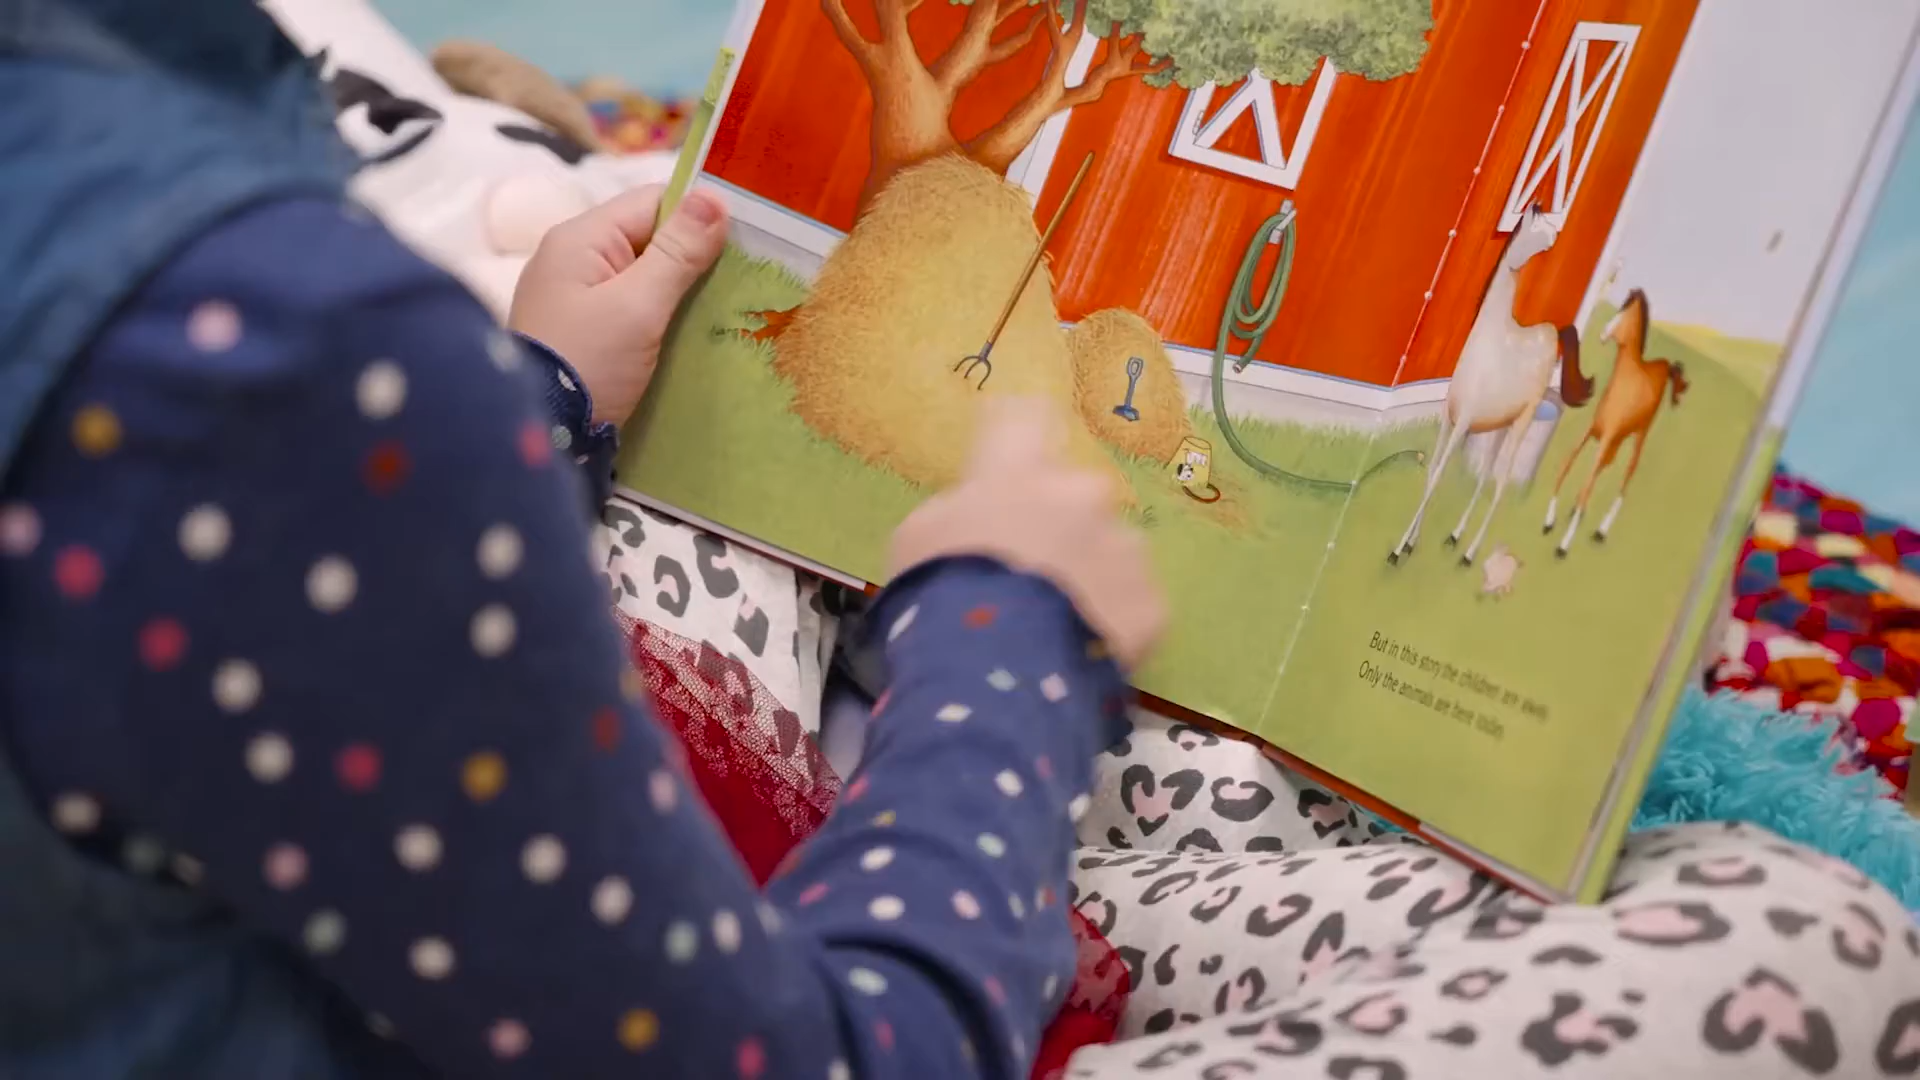 But in this story the children are away.
Only the animals are here today.